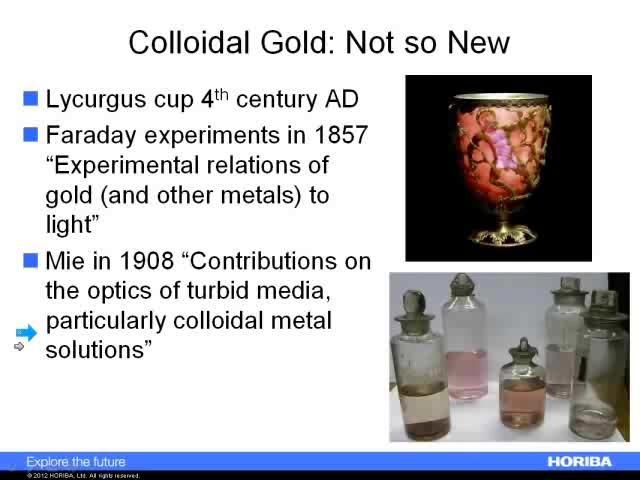 Colloidal Gold: Not so New
Lycurgus cup 4th century AD
Faraday experiments in 1857
“Experimental relations of
gold (and other metals) to
light”
Mie in 1908 “Contributions on
the optics of turbid media,
particularly colloidal metal
solutions”
Explore the future
HORIBA
© 2012 HORIBA, Ltd. All rights reserved.